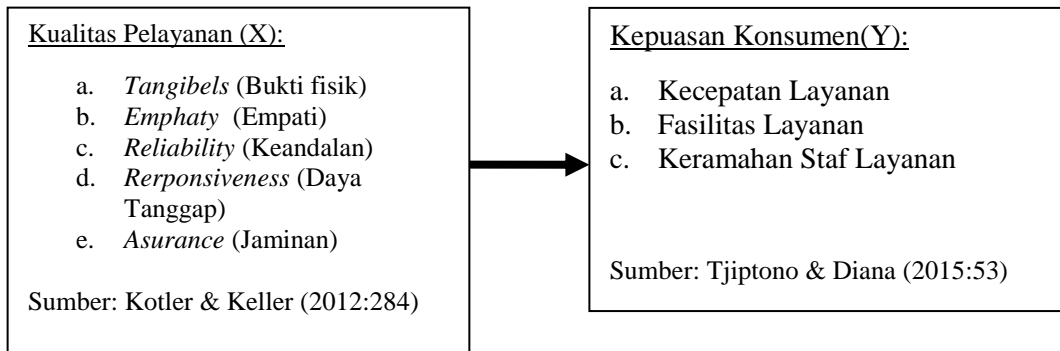 Kualitas Pelayanan (X):
a. Tangibels (Bukti fisik)
b. Emphaty (Empati)
c. Reliability (Keandalan)
d. Rerponsiveness (Daya
Tanggap)
e. Asurance (Jaminan)
Sumber: Kotler & Keller (2012:284)
Kepuasan Konsumen(Y):
a. Kecepatan Layanan
b. Fasilitas Layanan
c. Keramahan Staf Layanan
Sumber: Tjiptono & Diana (2015:53)